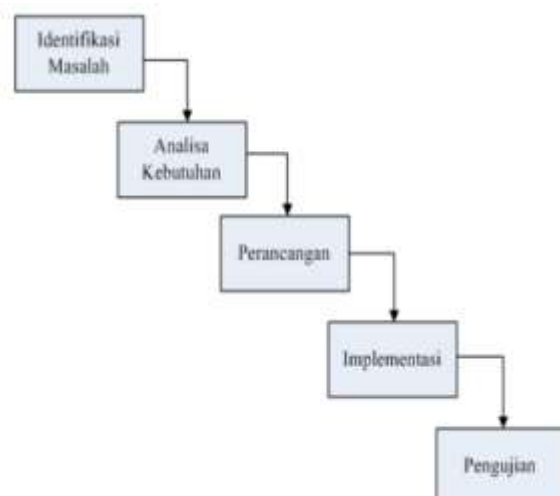 Identifikasi
Masalah
Analisa
Kebutuhan
Perancangan
Implementasi
Pengujian